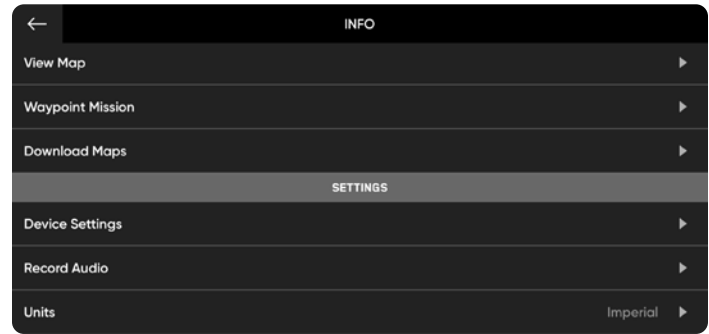 INFO
View Map
Waypoint Mission
Download Maps
SETTINGS
Device Settings
Record Audio
Units Imperial